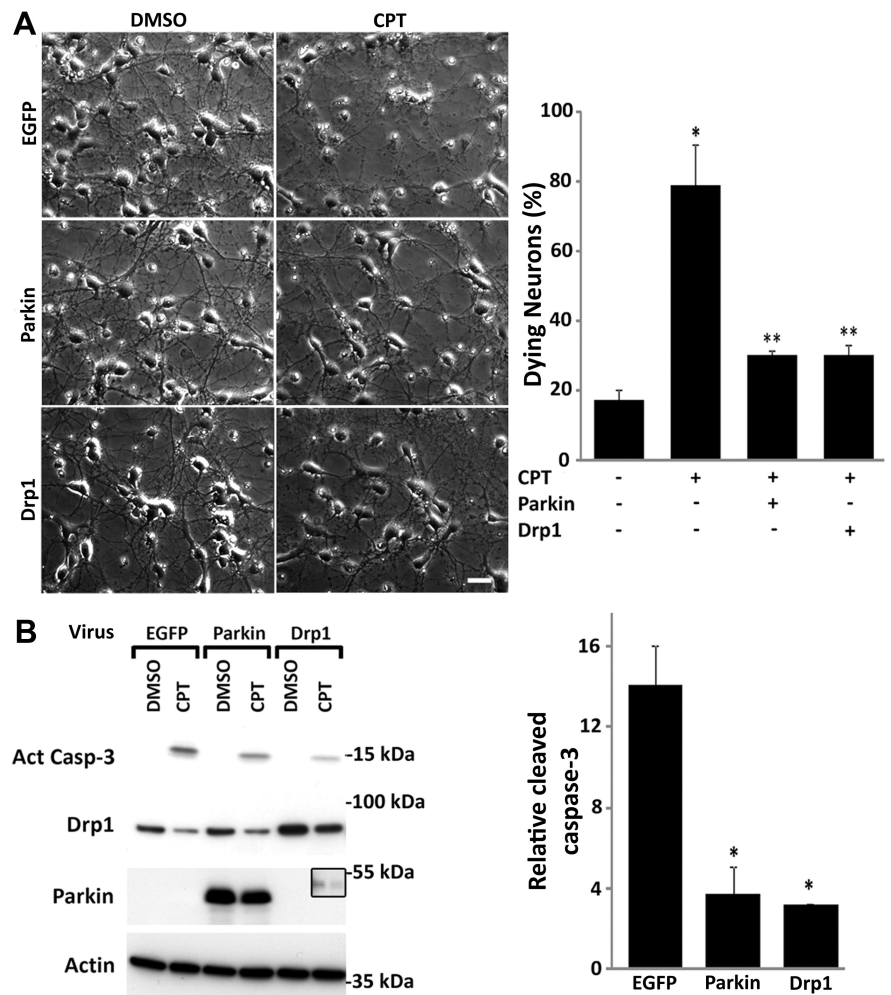 A
DMSO
CPT
EGFP
Parkin
Drp1
Dying Neurons (%)
100
80
60
40
20
0
*
**
**
CPT - + + +
Parkin - - + -
Drp1 - - - +
B
Virus
EGFP Parkin Drp1
DMSO CPT DMSO CPT DMSO CPT
Act Casp-3
-15 kDa
-100 kDa
Drp1
-55 kDa
Parkin
Actin
-35 kDa
Relative cleaved
caspase-3
16
12
8
4
0
*
*
EGFP Parkin Drp1